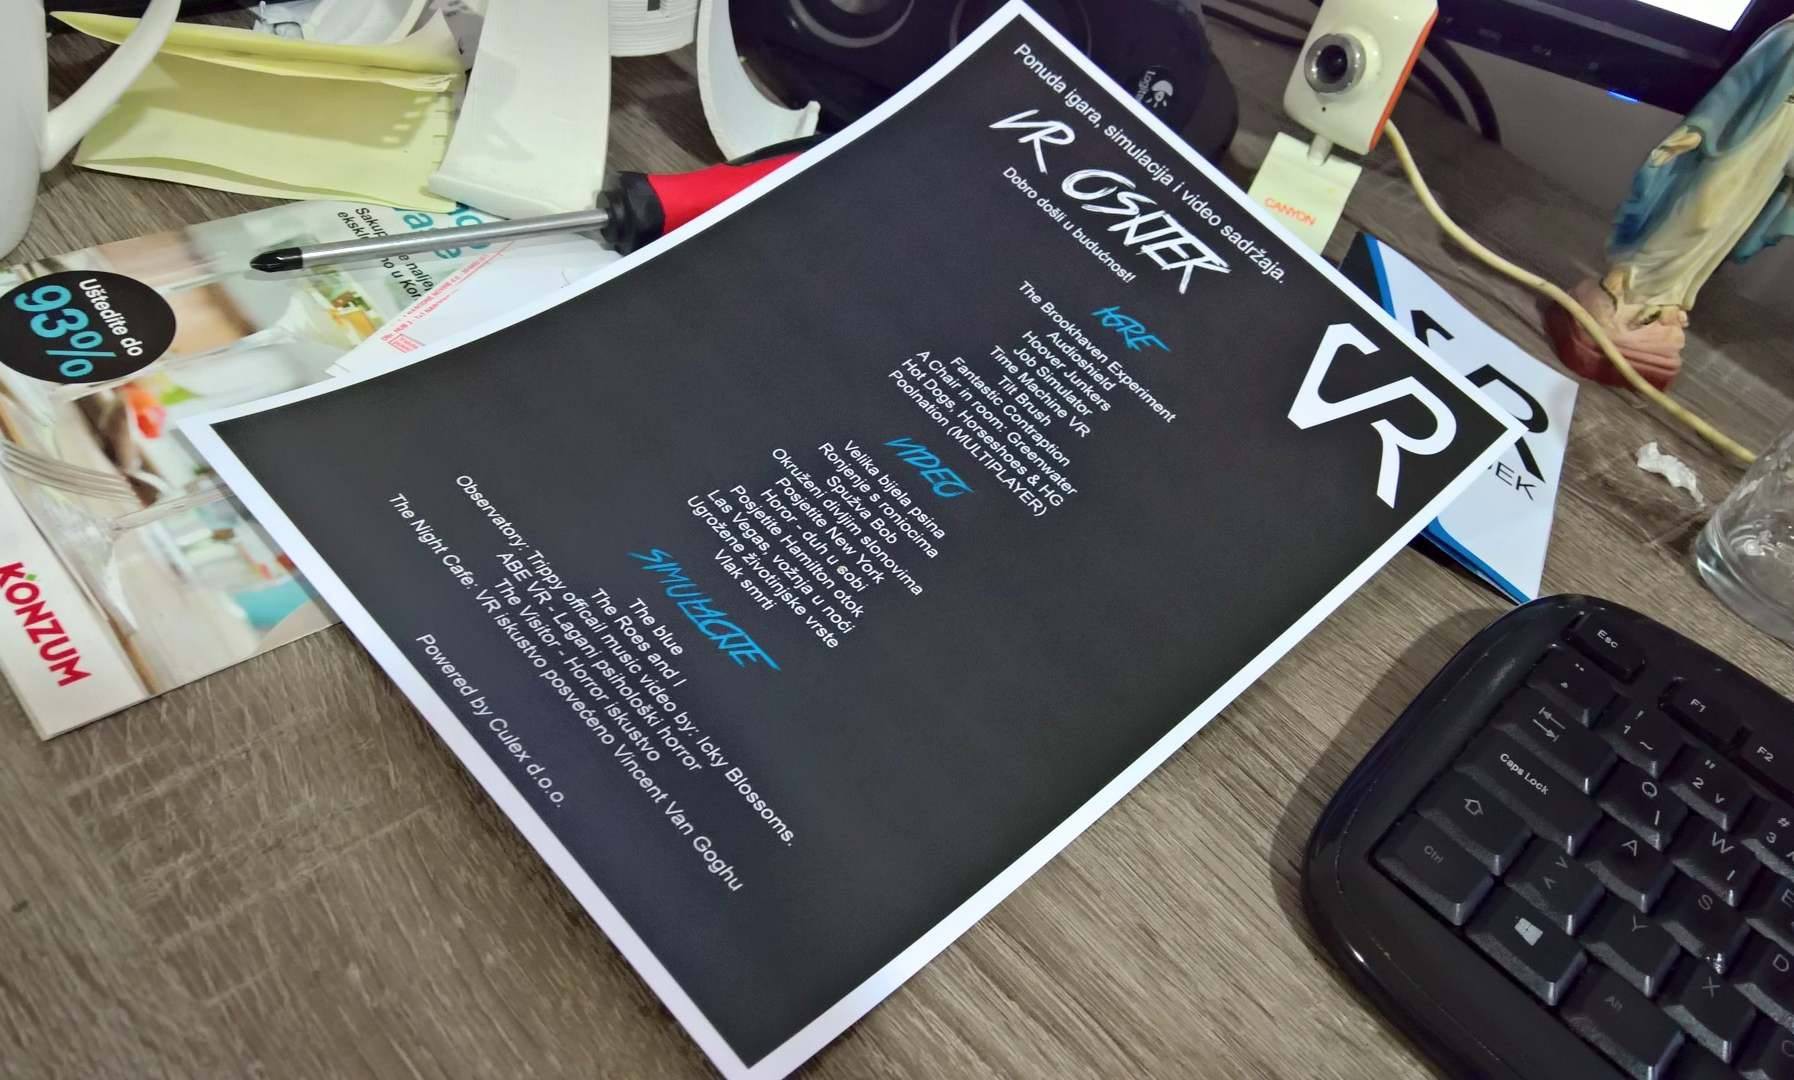 Ponuda igara, simulacija i video sadržaja.
VR OSIJEK
Dobro došli u budućnost!
IGRE
The Brookhaven Experiment
Audioshield
Hoover Junkers
Job Simulator
Time Machine VR
Tilt Brush
Fantastic Contraption
A Chair in room: Greenwater
Hot Dogs, Horseshoes & HG
Poolnation (MULTIPLAYER)
VIDEO
Velika bijela psina
Ronjenje s roniocima
Spužva Bob
Okruženi divljim slonovima
Posjetite New York
Horor - duh u sobi
Posjetite Hamilton otok
Las Vegas, vožnja u noći
Ugrožene životinjske vrste
Vlak smrti
SIMULACIJE
The blue
The Roes and I
Observatory: Trippy officall music video by: Icky Blossoms.
ABE VR - Lagani psihološki horror
The Visitor - Horror iskustvo
The Night Cafe: VR iskustvo posvećeno Vincent Van Goghu
Powered by Culex d.o.o.
VR
Uštedite do
93%
KONZUM
CANYON
Esc
F1
F2
Caps Lock
Ctrl
Alt
Q
W
A
S
D
Y
X